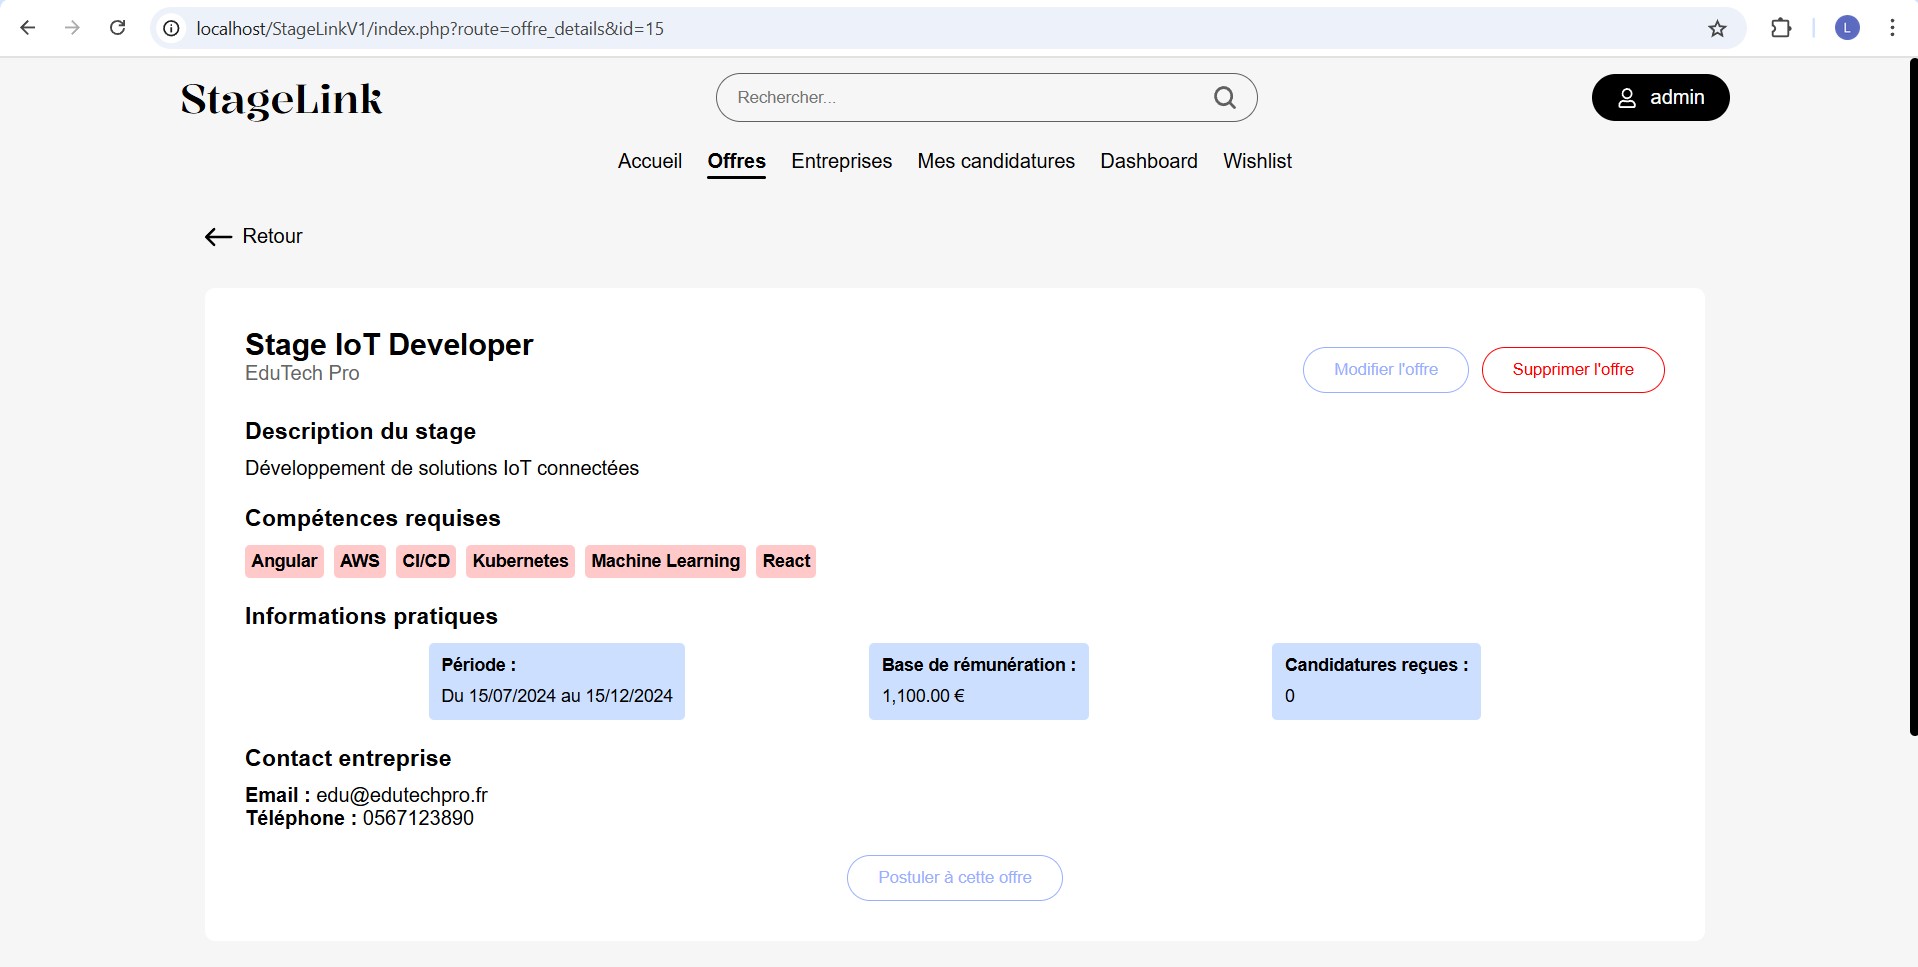 localhost/StageLinkV1/index.php?route=offre_details&id=15
L
StageLink
Rechercher...
admin
Accueil Offres Entreprises Mes candidatures Dashboard Wishlist
Retour
Stage IoT Developer
EduTech Pro
Modifier l'offre Supprimer l'offre
Description du stage
Développement de solutions IoT connectées
Compétences requises
Angular AWS CI/CD Kubernetes Machine Learning React
Informations pratiques
Période : Base de rémunération : Candidatures reçues :
Du 15/07/2024 au 15/12/2024 1,100.00 € 0
Contact entreprise
Email : edu@edutechpro.fr
Téléphone : 0567123890
Postuler à cette offre